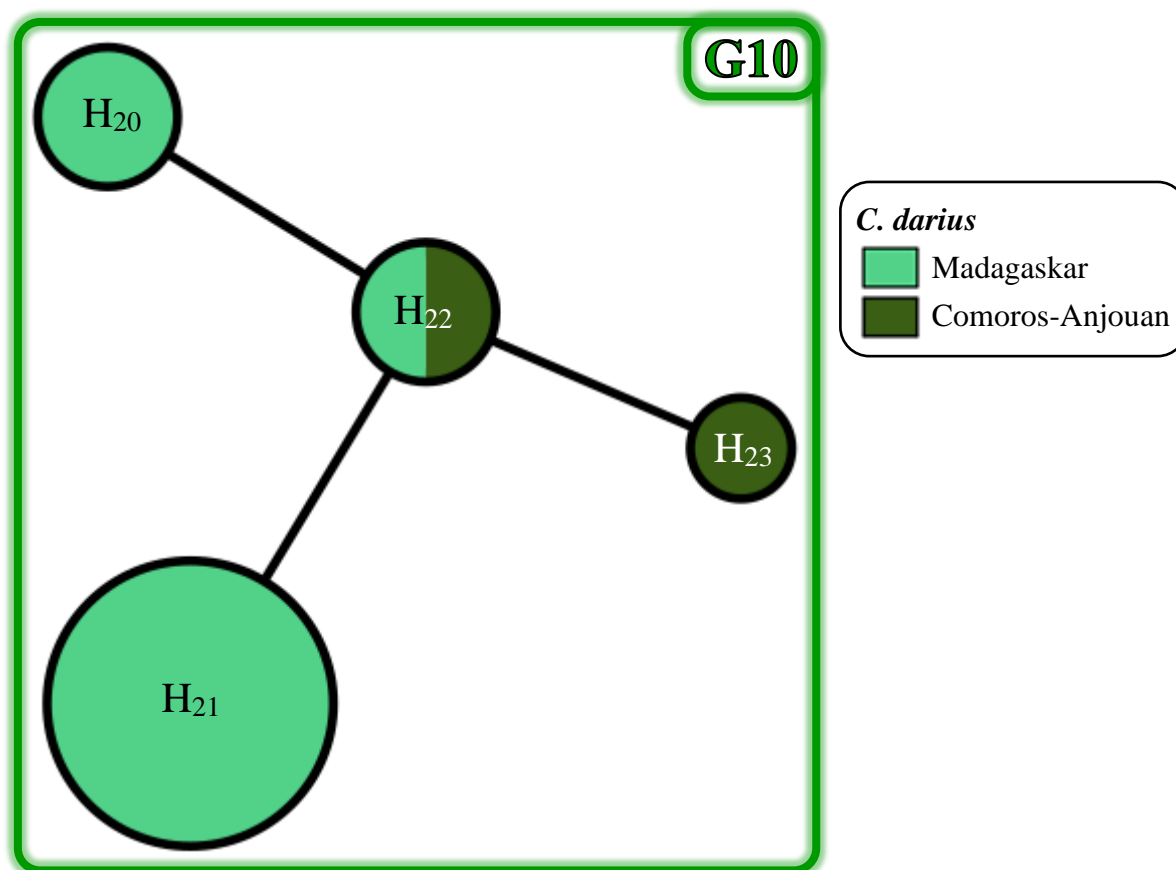 G10
H₂₀
H₂₂
H₂₃
H₂₁
C. darius
Madagaskar
Comoros-Anjouan